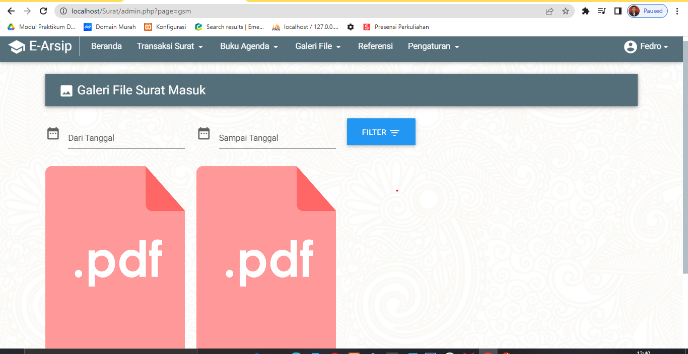 localhost/Surat/admin.php?page=gsm
Paused
Modul Praktikum D... Domain Murah Konfigurasi Search results | Eme... localhost / 127.0.0.... Presensi Perkuliahan
E-Arsip Beranda Transaksi Surat Buku Agenda Galeri File Referensi Pengaturan Fedro
Galeri File Surat Masuk
Dari Tanggal Sampai Tanggal FILTER
.pdf .pdf